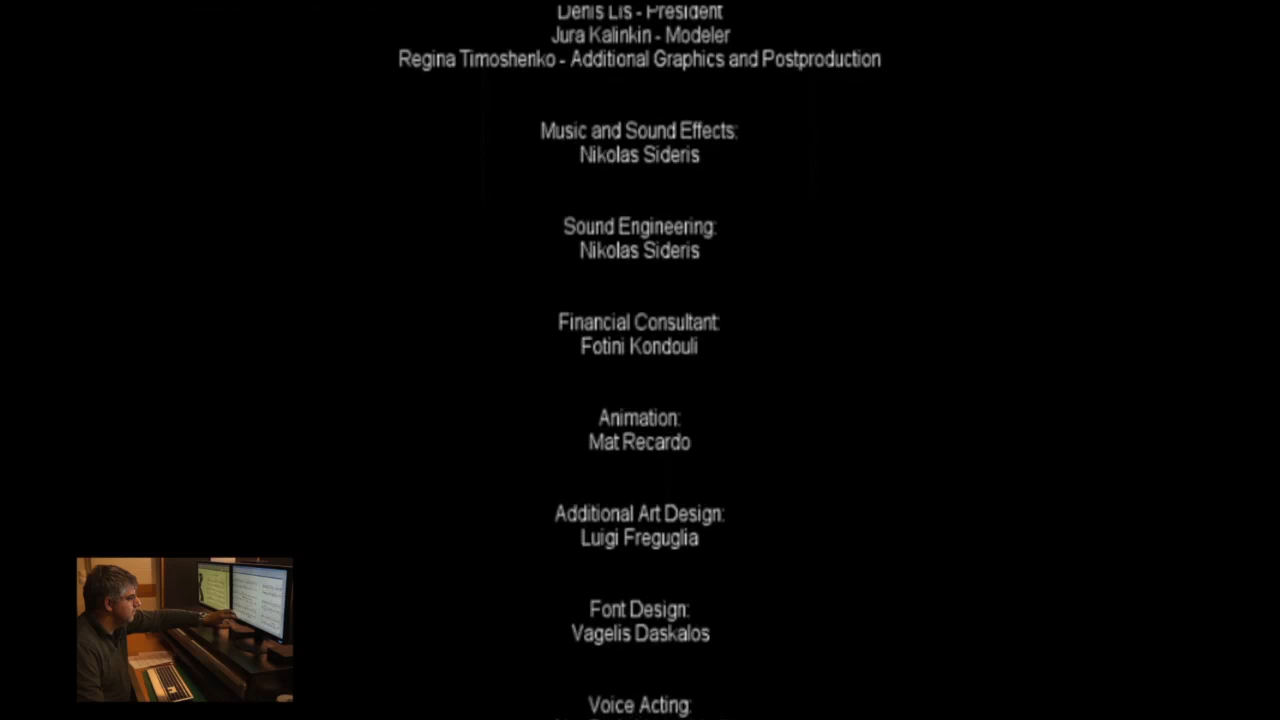 Denis Lis - President
Jura Kalinkin - Modeler
Regina Timoshenko - Additional Graphics and Postproduction
Music and Sound Effects:
Nikolas Sideris
Sound Engineering:
Nikolas Sideris
Financial Consultant:
Fotini Kondouli
Animation:
Mat Recardo
Additional Art Design:
Luigi Freguglia
Font Design:
Vagelis Daskalos
Voice Acting: